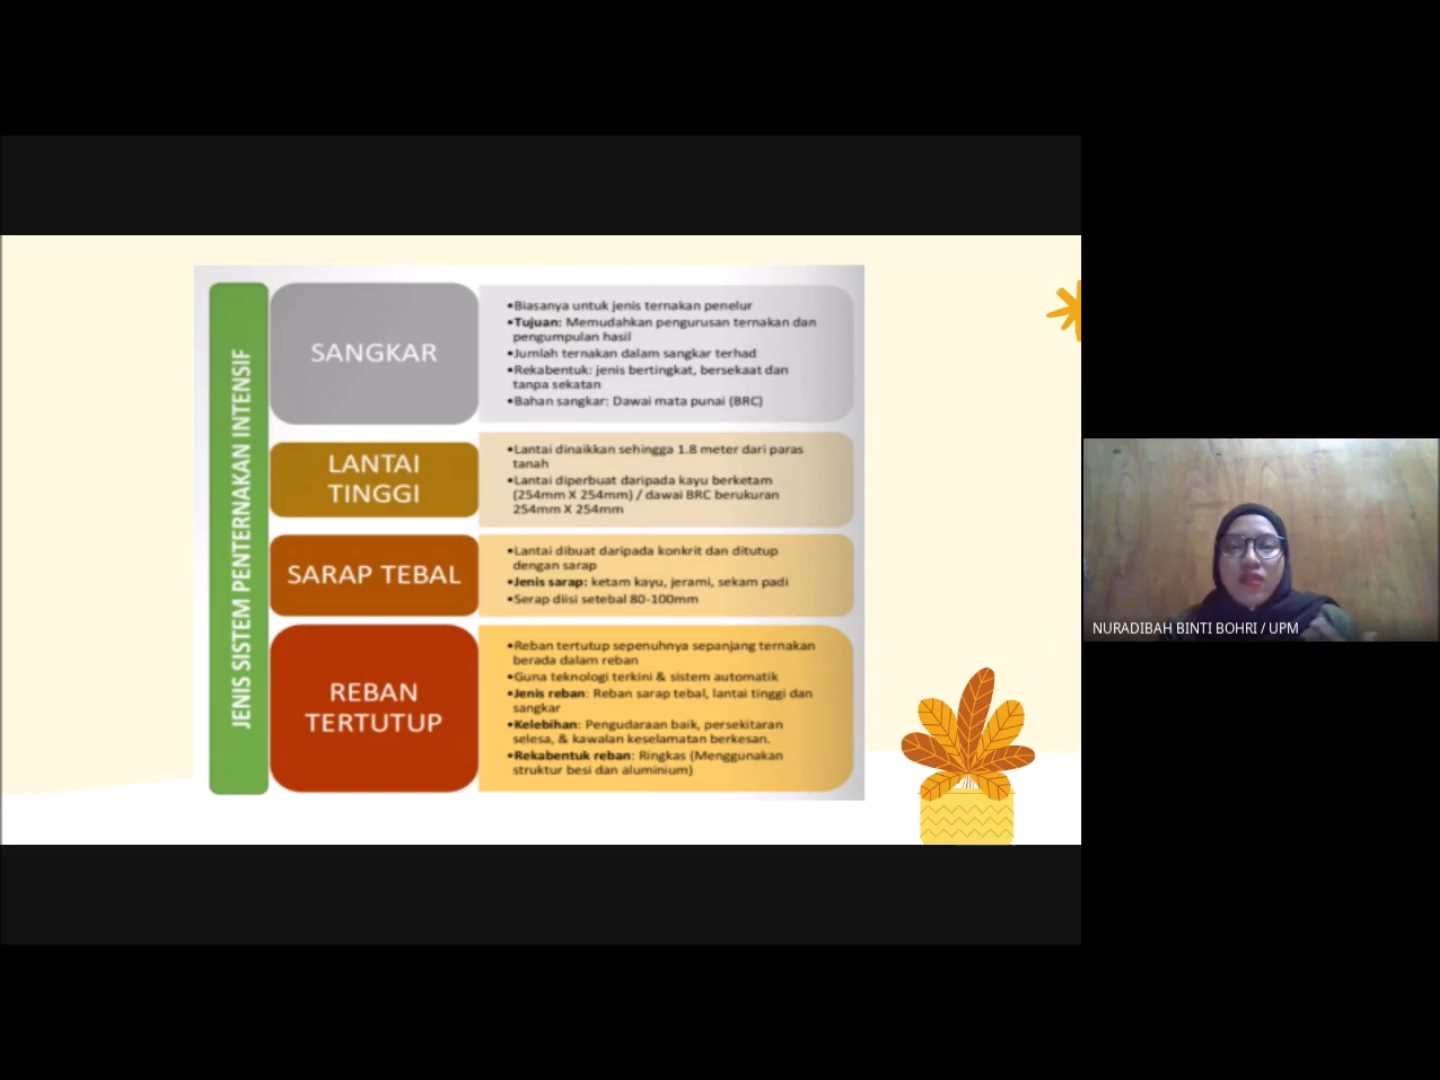 JENIS SISTEM PENTERNAKAN INTENSIF
SANGKAR
•Biasanya untuk jenis ternakan penelur
•Tujuan: Memudahkan pengurusan ternakan dan
pengumpulan hasil
•Jumlah ternakan dalam sangkar terhad
•Rekabentuk: jenis bertingkat, bersekaat dan
tanpa sekatan
•Bahan sangkar: Dawai mata punai (BRC)
LANTAI
TINGGI
•Lantai dinaikkan sehingga 1.8 meter dari paras
tanah
•Lantai diperbuat daripada kayu berketam
(254mm X 254mm) / dawai BRC berukuran
254mm X 254mm
SARAP TEBAL
•Lantai dibuat daripada konkrit dan ditutup
dengan sarap
•Jenis sarap: ketam kayu, jerami, sekam padi
•Serap diisi setebal 80-100mm
REBAN
TERTUTUP
•Reban tertutup sepenuhnya sepanjang ternakan
berada dalam reban
•Guna teknologi terkini & sistem automatik
•Jenis reban: Reban sarap tebal, lantai tinggi dan
sangkar
•Kelebihan: Pengudaraan baik, persekitaran
selesa, & kawalan keselamatan berkesan.
•Rekabentuk reban: Ringkas (Menggunakan
struktur besi dan aluminium)
NURADIBAH BINTI BOHRI / UPM